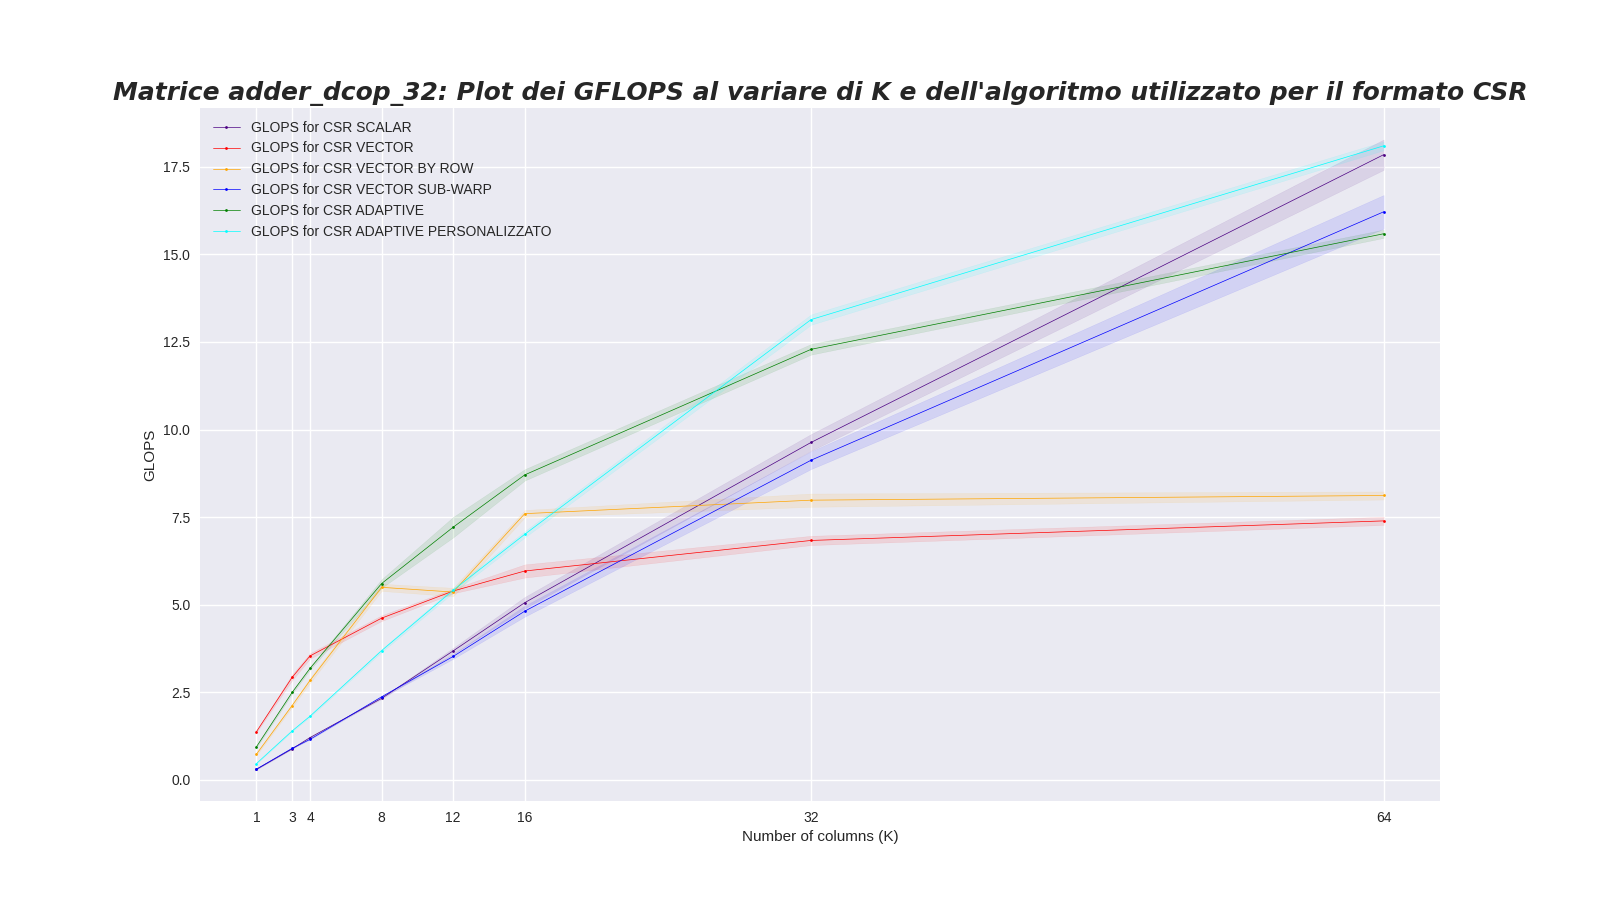 Matrice adder_dcop_32: Plot dei GFLOPS al variare di K e dell'algoritmo utilizzato per il formato CSR
GLOPS for CSR SCALAR
GLOPS for CSR VECTOR
GLOPS for CSR VECTOR BY ROW
GLOPS for CSR VECTOR SUB-WARP
GLOPS for CSR ADAPTIVE
GLOPS for CSR ADAPTIVE PERSONALIZZATO
17.5
15.0
12.5
10.0
7.5
5.0
2.5
0.0
GLOPS
1 3 4 8 12 16 32 64
Number of columns (K)